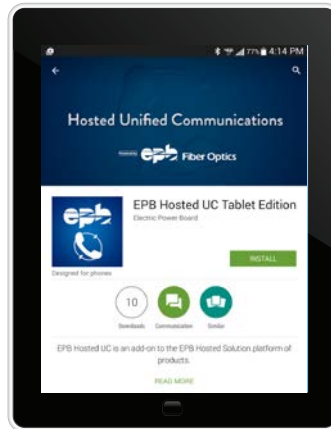 77% 4:14 PM
Hosted Unified Communications
epb Fiber Optics
epb
EPB Hosted UC Tablet Edition
Electric Power Board
INSTALL
Designed for phones
10
Downloads
Communication
Similar
EPB Hosted UC is an add-on to the EPB Hosted Solution platform of
products.
READ MORE